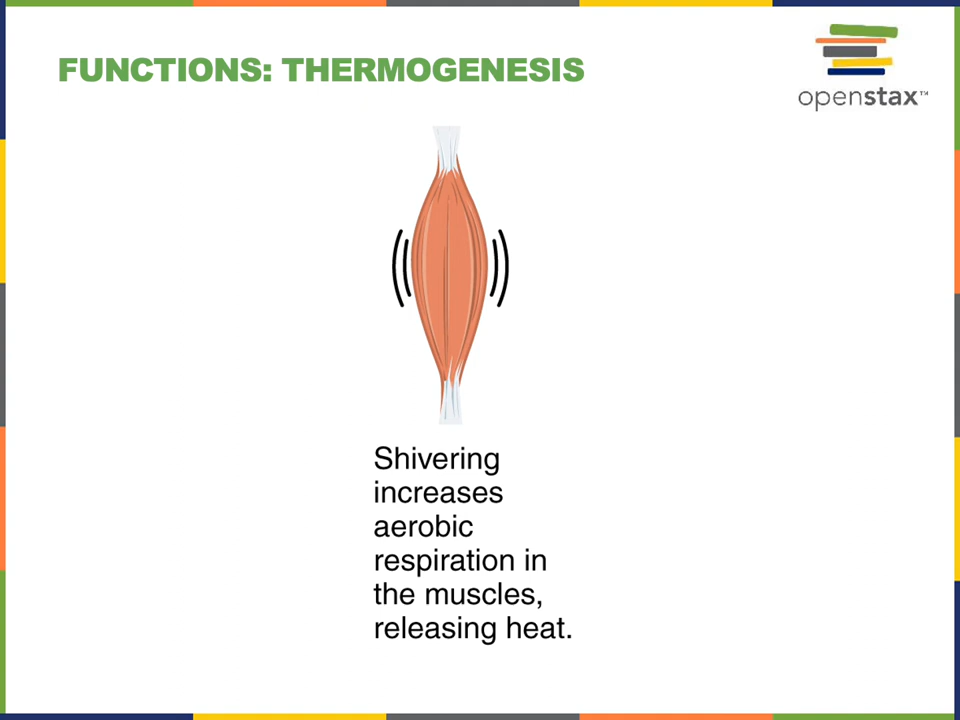 FUNCTIONS: THERMOGENESIS
openstax™
Shivering
increases
aerobic
respiration in
the muscles,
releasing heat.